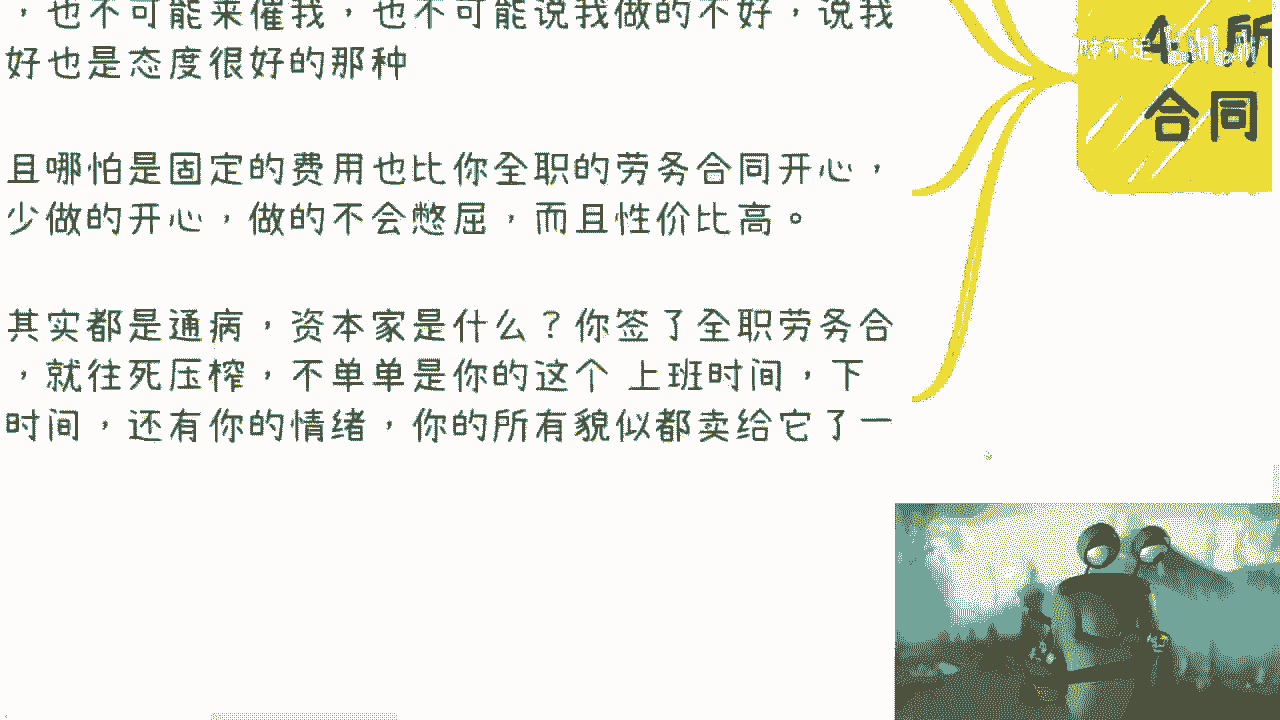 ，也不可能来催我，也不可能说我做的不好，说我
好也是态度很好的那种
且哪怕是固定的费用也比你全职的劳务合同开心，
少做的开心，做的不会憋屈，而且性价比高。
其实都是通病，资本家是什么？你签了全职劳务合
，就往死压榨，不单单是你的这个 上班时间，下
时间，还有你的情绪，你的所有貌似都卖给它了一
4. 所
合同